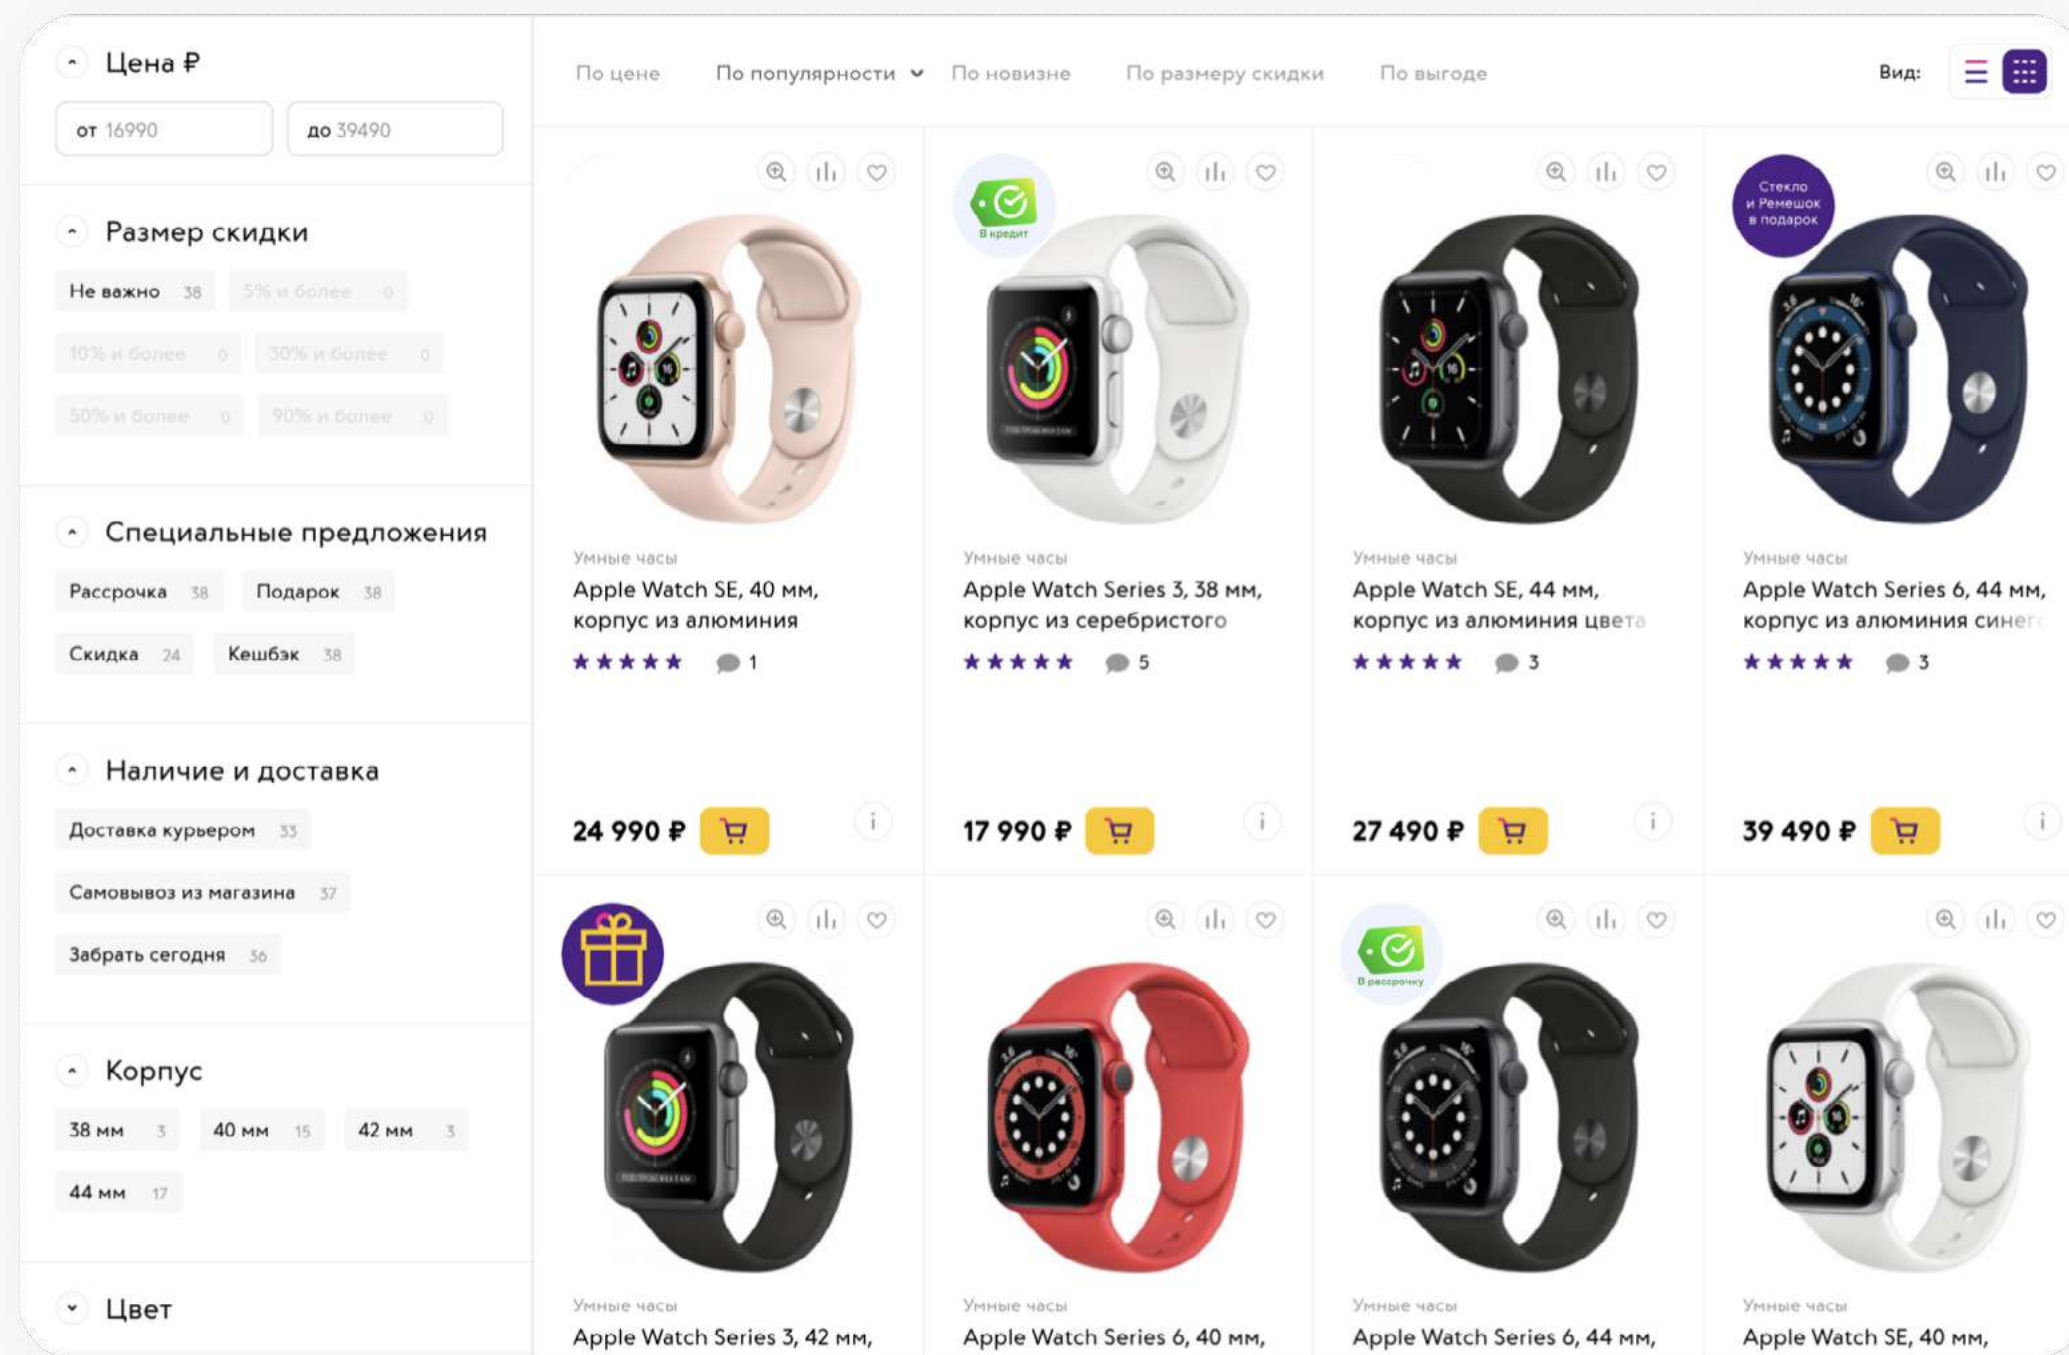 Цена ₽
от 16990
до 39490
Размер скидки
Не важно 38
5% и более 0
10% и более 0
30% и более 0
50% и более 0
90% и более 0
Специальные предложения
Рассрочка 38
Подарок 38
Скидка 24
Кешбэк 38
Наличие и доставка
Доставка курьером 33
Самовывоз из магазина 37
Забрать сегодня 36
Корпус
38 мм 3
40 мм 15
42 мм 3
44 мм 17
Цвет
По цене
По популярности
По новизне
По размеру скидки
По выгоде
Вид:
Умные часы
Apple Watch SE, 40 мм,
корпус из алюминия
1
24 990 ₽
В кредит
Умные часы
Apple Watch Series 3, 38 мм,
корпус из серебристого
5
17 990 ₽
Умные часы
Apple Watch SE, 44 мм,
корпус из алюминия цвета
3
27 490 ₽
Стекло
и Ремешок
в подарок
Умные часы
Apple Watch Series 6, 44 мм,
корпус из алюминия синег
3
39 490 ₽
Умные часы
Apple Watch Series 3, 42 мм,
Умные часы
Apple Watch Series 6, 40 мм,
В рассрочку
Умные часы
Apple Watch Series 6, 44 мм,
Умные часы
Apple Watch SE, 40 мм,